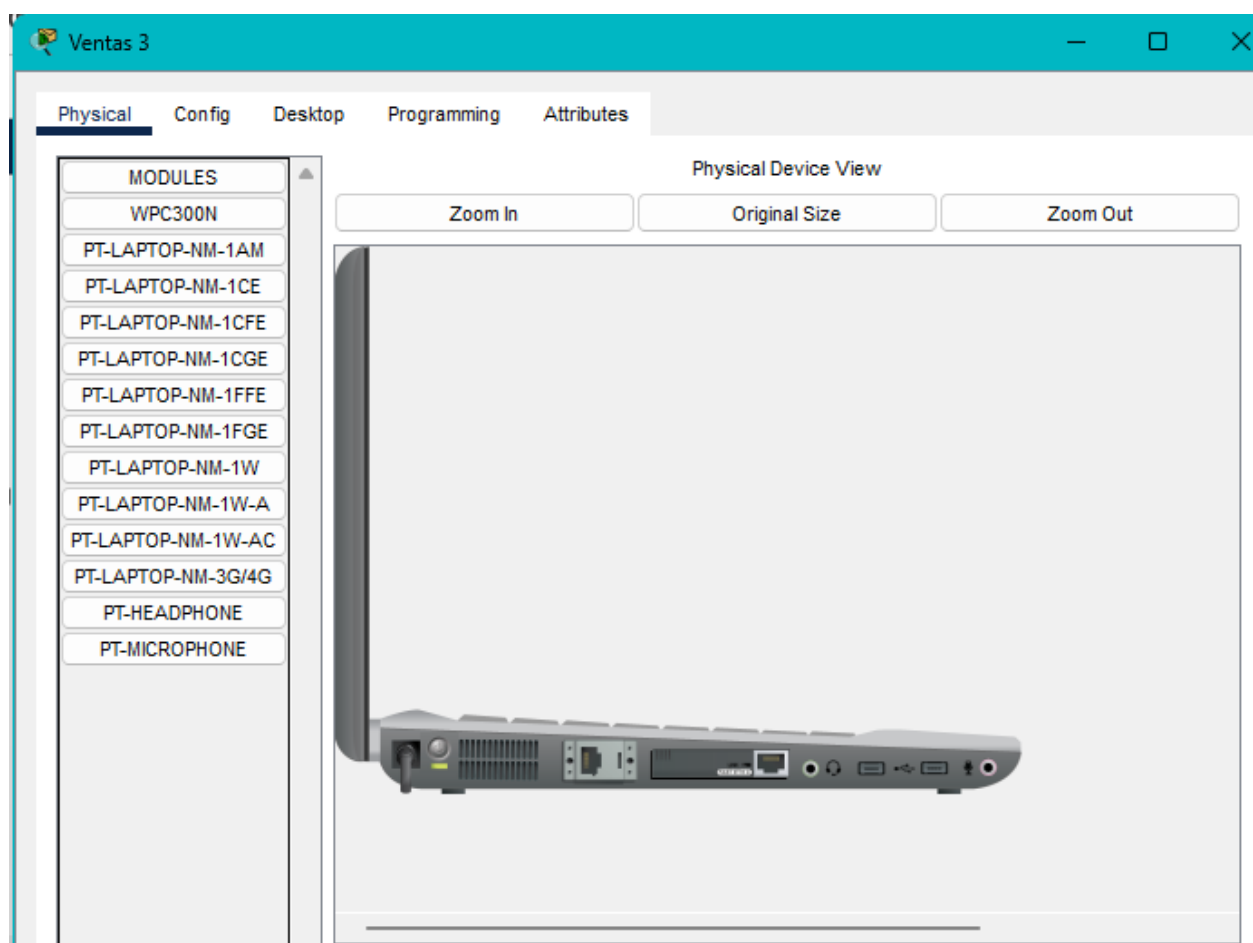 Ventas 3
Physical Config Desktop Programming Attributes
MODULES
WPC300N
PT-LAPTOP-NM-1AM
PT-LAPTOP-NM-1CE
PT-LAPTOP-NM-1CFE
PT-LAPTOP-NM-1CGE
PT-LAPTOP-NM-1FFE
PT-LAPTOP-NM-1FGE
PT-LAPTOP-NM-1W
PT-LAPTOP-NM-1W-A
PT-LAPTOP-NM-1W-AC
PT-LAPTOP-NM-3G/4G
PT-HEADPHONE
PT-MICROPHONE
Physical Device View
Zoom In Original Size Zoom Out